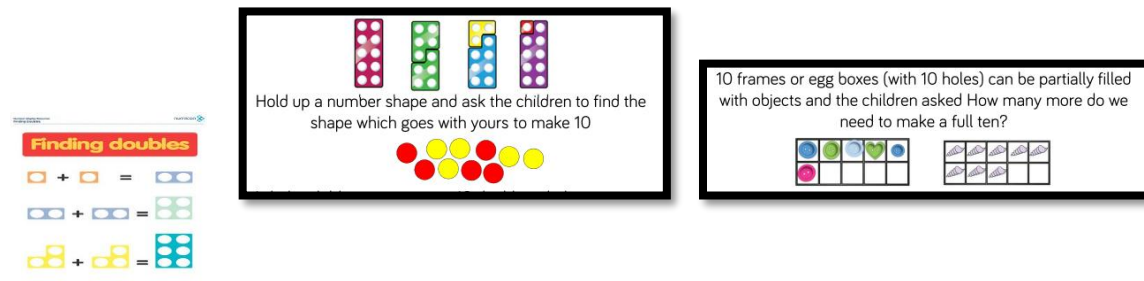 Finding doubles
+ =
+ =
+ =
Hold up a number shape and ask the children to find the
shape which goes with yours to make 10
10 frames or egg boxes (with 10 holes) can be partially filled
with objects and the children asked How many more do we
need to make a full ten?